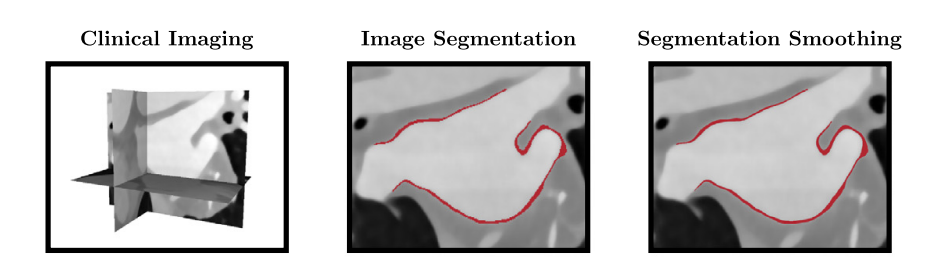 Clinical Imaging
Image Segmentation
Segmentation Smoothing